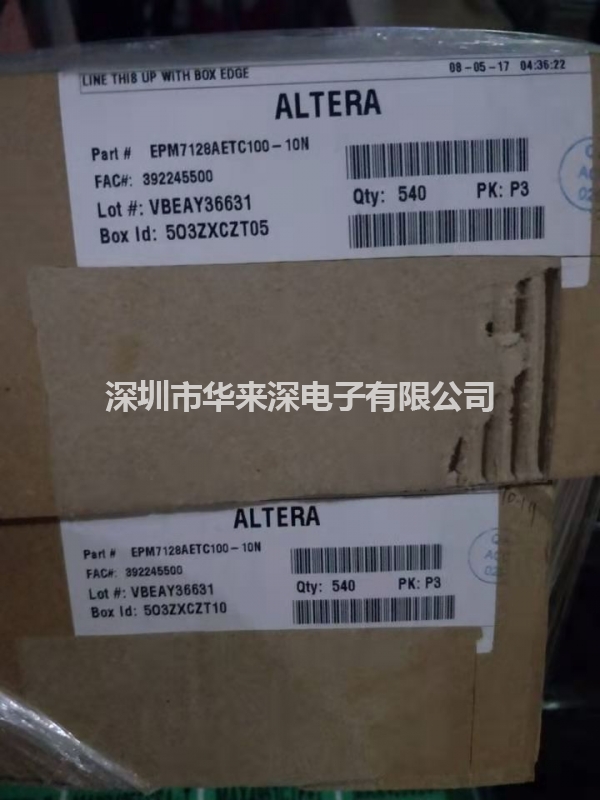 LINE THIS UP WITH BOX EDGE 08-05-17 04:36:22
ALTERA
Part # EPM7128AETC100-10N
FAC#: 392245500
Lot #: VBEAY36631
Qty: 540 PK: P3
Box Id: 503ZXCZT05
深圳市华来深电子有限公司
ALTERA
Part # EPM7128AETC100-10N
FAC#: 392245500
Lot #: VBEAY36631
Qty: 540 PK: P3
Box Id: 503ZXCZT10